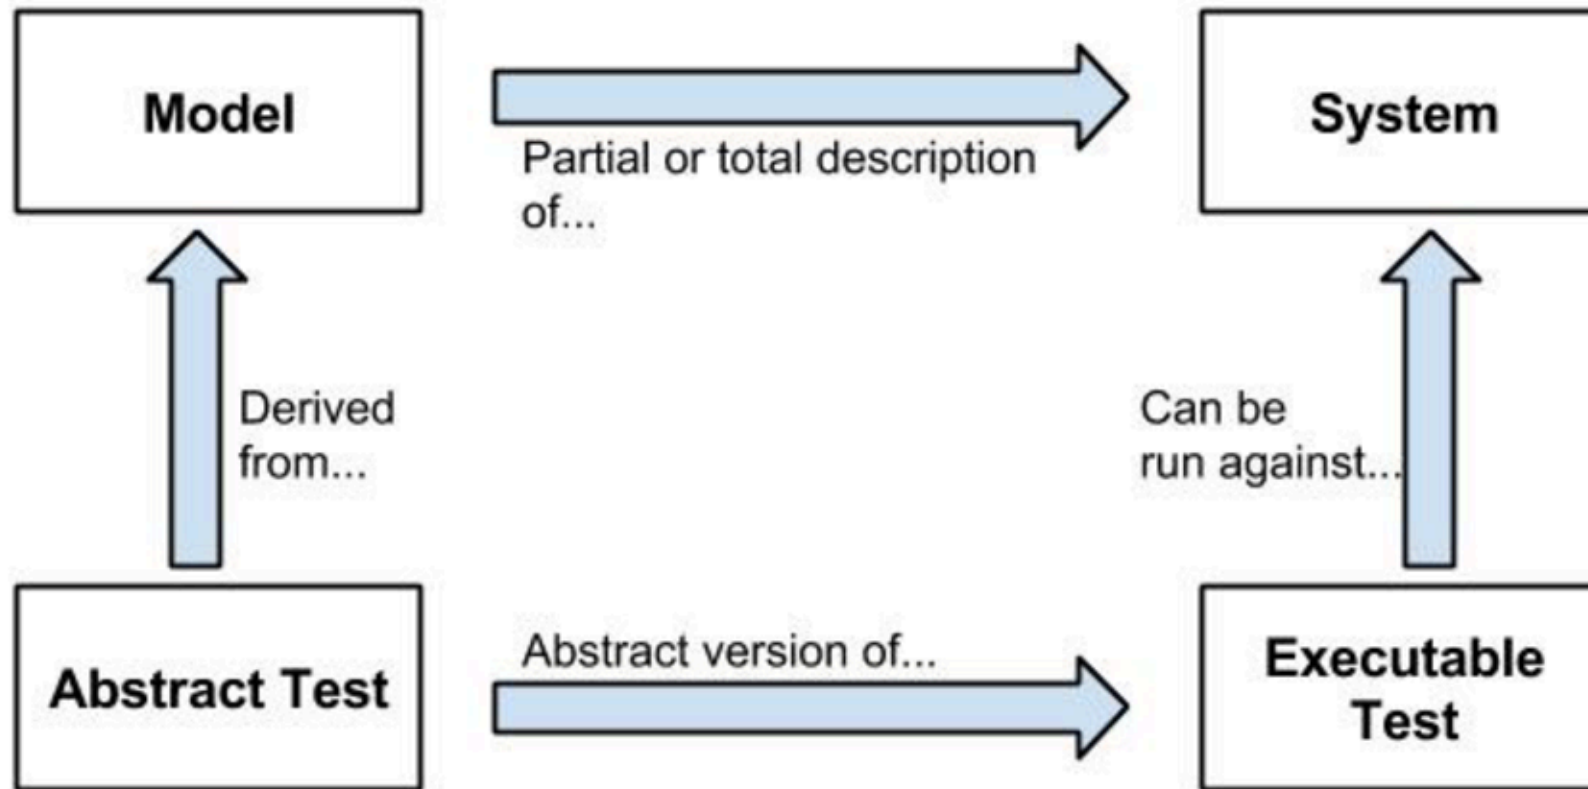 Model
System
Partial or total description
of...
Derived
from...
Can be
run against...
Abstract Test
Abstract version of...
Executable
Test